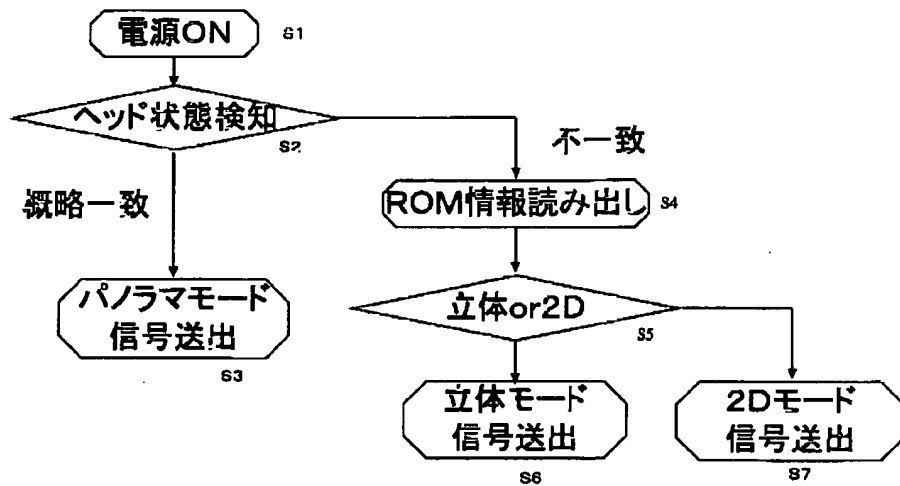 電源ON
S1
ヘッド状態検知
S2
不一致
概略一致
ROM情報読み出し
S4
パノラマモード
信号送出
S3
立体or2D
S5
立体モード
信号送出
S6
2Dモード
信号送出
S7